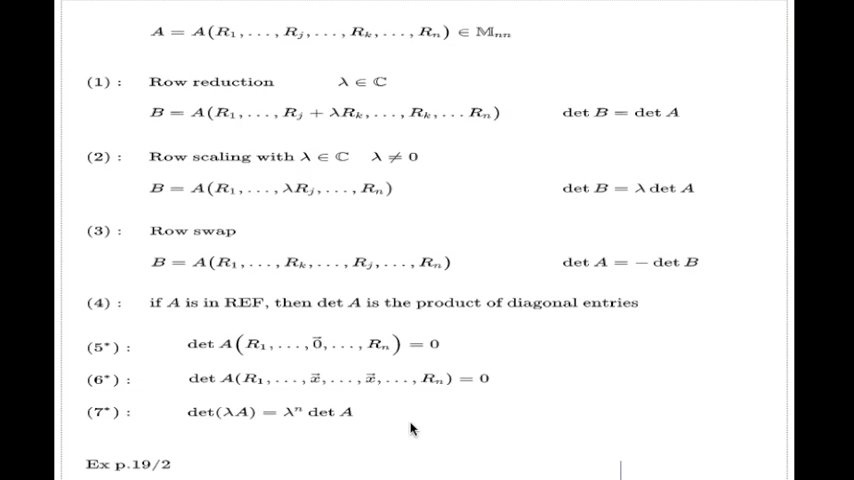 A = A(R₁, . . . , Rⱼ, . . . , Rₖ, . . . , Rₙ) ∈ 𝕄ₙₙ
(1) : Row reduction λ ∈ ℂ
B = A(R₁, . . . , Rⱼ + λRₖ, . . . , Rₖ, . . . Rₙ) det B = det A
(2) : Row scaling with λ ∈ ℂ λ ≠ 0
B = A(R₁, . . . , λRⱼ, . . . , Rₙ) det B = λ det A
(3) : Row swap
B = A(R₁, . . . , Rₖ, . . . , Rⱼ, . . . , Rₙ) det A = − det B
(4) : if A is in REF, then det A is the product of diagonal entries
(5*) : det A(R₁, . . . , 0⃗, . . . , Rₙ) = 0
(6*) : det A(R₁, . . . , x⃗, . . . , x⃗, . . . , Rₙ) = 0
(7*) : det(λA) = λⁿ det A
Ex p.19/2